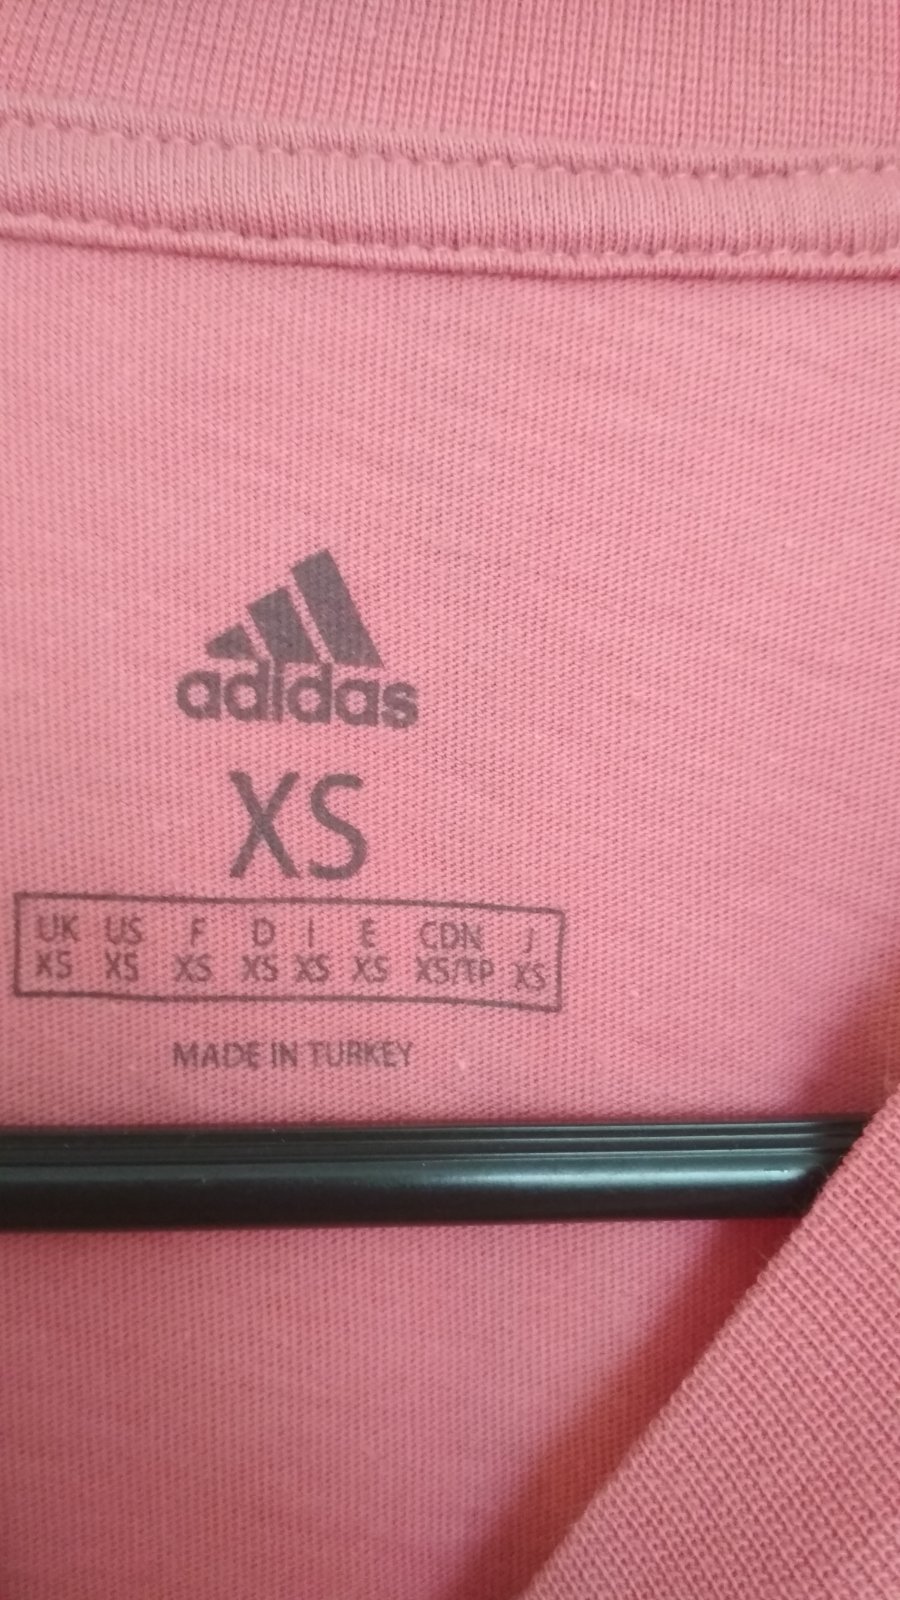 adidas
XS
UK US F D I E CDN J
XS XS XS XS XS XS XS/TP XS
MADE IN TURKEY